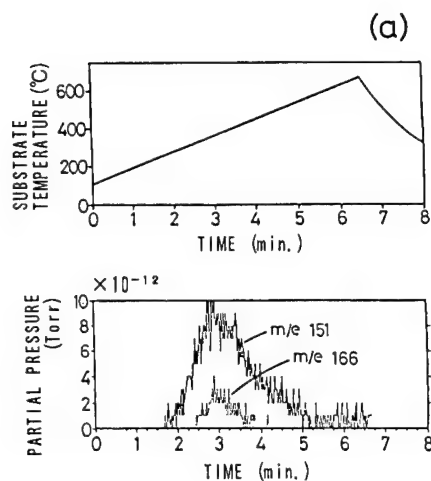 (a)
SUBSTRATE
TEMPERATURE (°C)
600
400
200
0
0 1 2 3 4 5 6 7 8
TIME (min.)
×10⁻¹²
PARTIAL PRESSURE
(Torr)
10
8
6
4
2
0
m/e 151
m/e 166
0 1 2 3 4 5 6 7 8
TIME (min.)